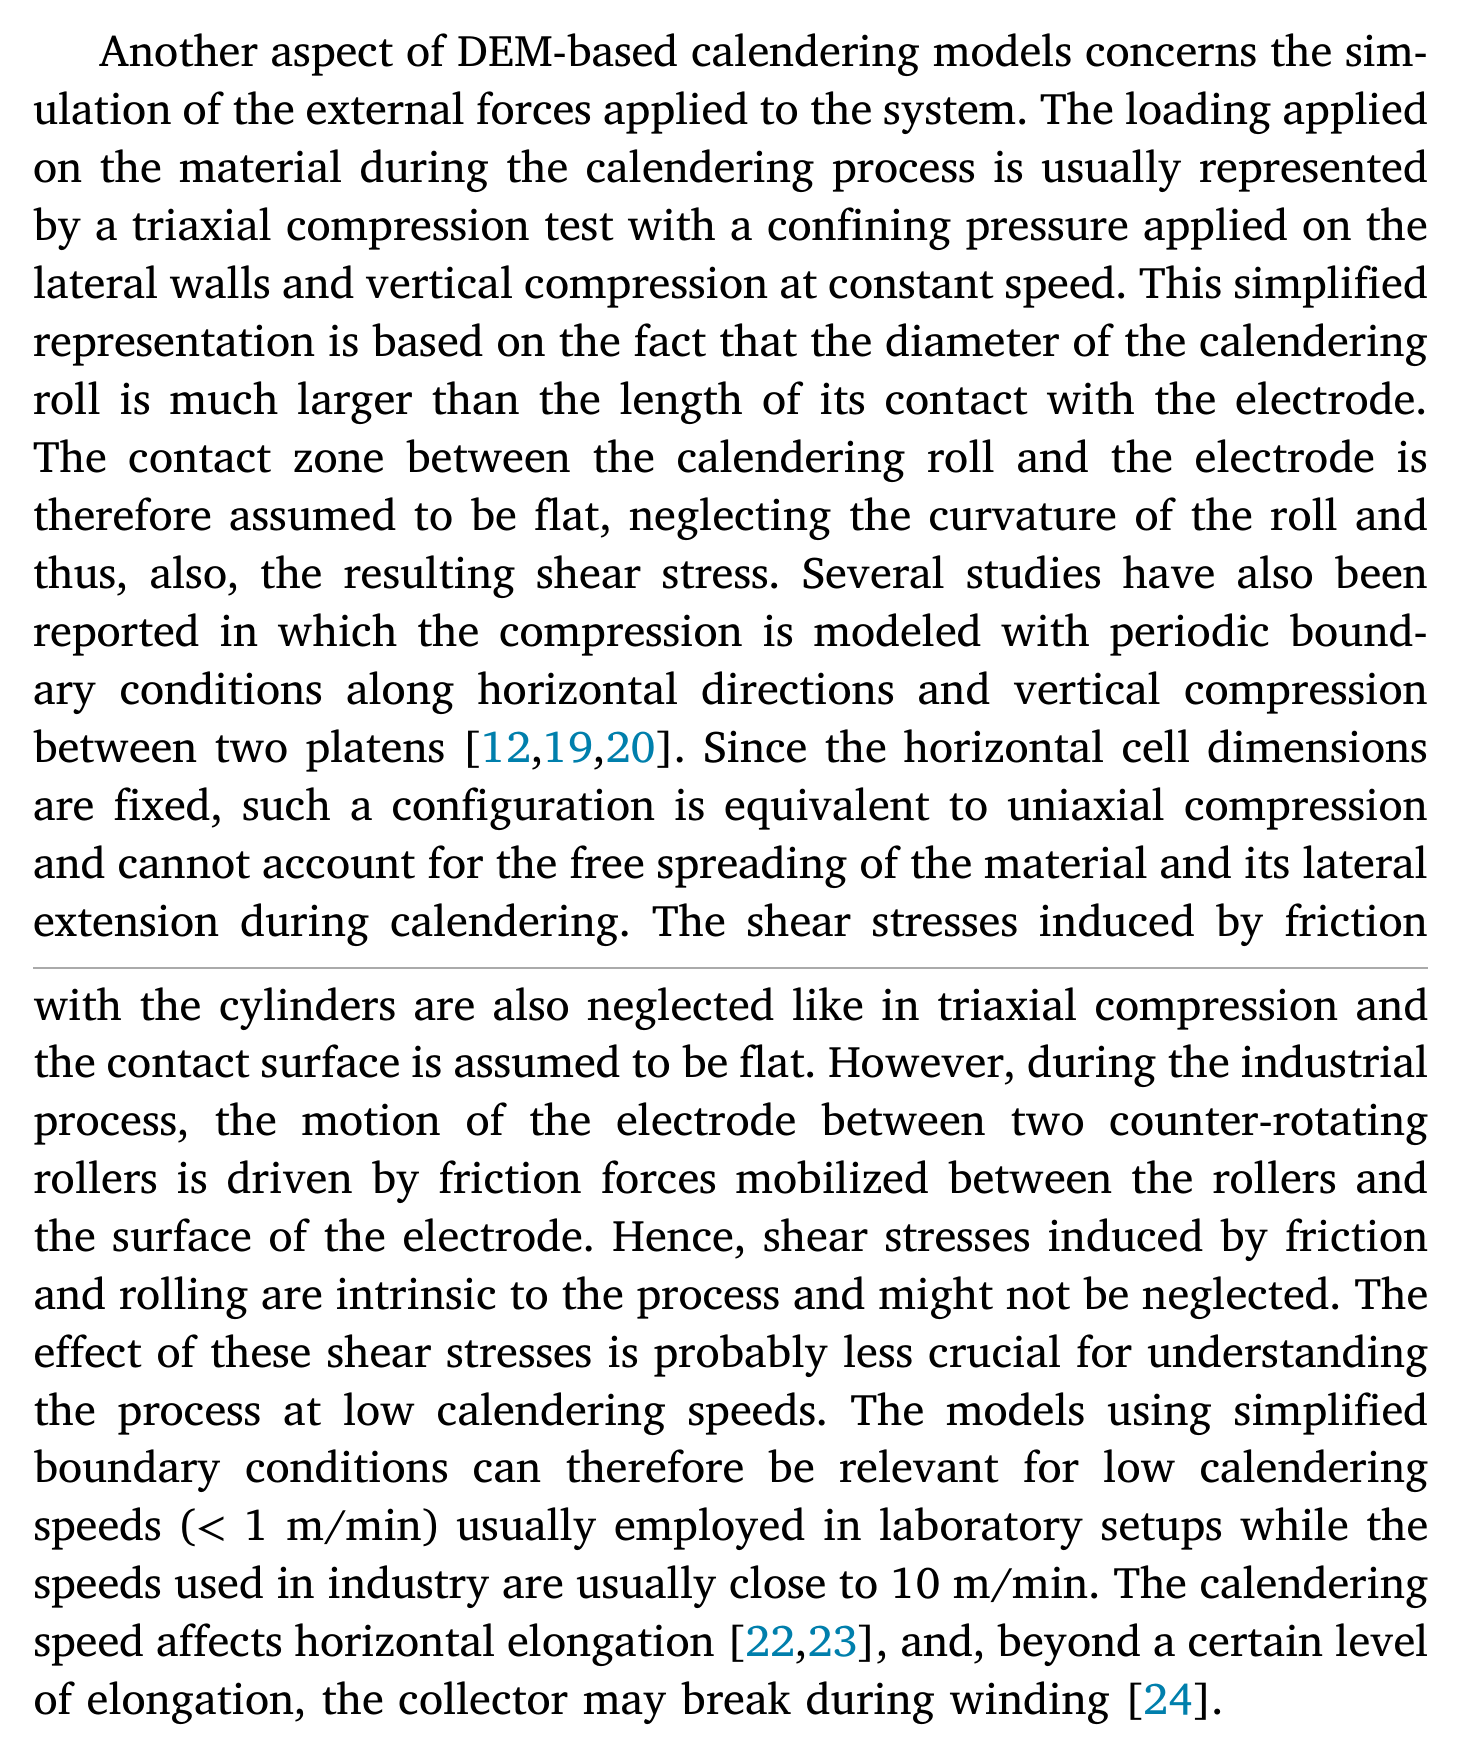 Another aspect of DEM-based calendering models concerns the sim-
ulation of the external forces applied to the system. The loading applied
on the material during the calendering process is usually represented
by a triaxial compression test with a confining pressure applied on the
lateral walls and vertical compression at constant speed. This simplified
representation is based on the fact that the diameter of the calendering
roll is much larger than the length of its contact with the electrode.
The contact zone between the calendering roll and the electrode is
therefore assumed to be flat, neglecting the curvature of the roll and
thus, also, the resulting shear stress. Several studies have also been
reported in which the compression is modeled with periodic bound-
ary conditions along horizontal directions and vertical compression
between two platens [12,19,20]. Since the horizontal cell dimensions
are fixed, such a configuration is equivalent to uniaxial compression
and cannot account for the free spreading of the material and its lateral
extension during calendering. The shear stresses induced by friction
with the cylinders are also neglected like in triaxial compression and
the contact surface is assumed to be flat. However, during the industrial
process, the motion of the electrode between two counter-rotating
rollers is driven by friction forces mobilized between the rollers and
the surface of the electrode. Hence, shear stresses induced by friction
and rolling are intrinsic to the process and might not be neglected. The
effect of these shear stresses is probably less crucial for understanding
the process at low calendering speeds. The models using simplified
boundary conditions can therefore be relevant for low calendering
speeds (< 1 m/min) usually employed in laboratory setups while the
speeds used in industry are usually close to 10 m/min. The calendering
speed affects horizontal elongation [22,23], and, beyond a certain level
of elongation, the collector may break during winding [24].